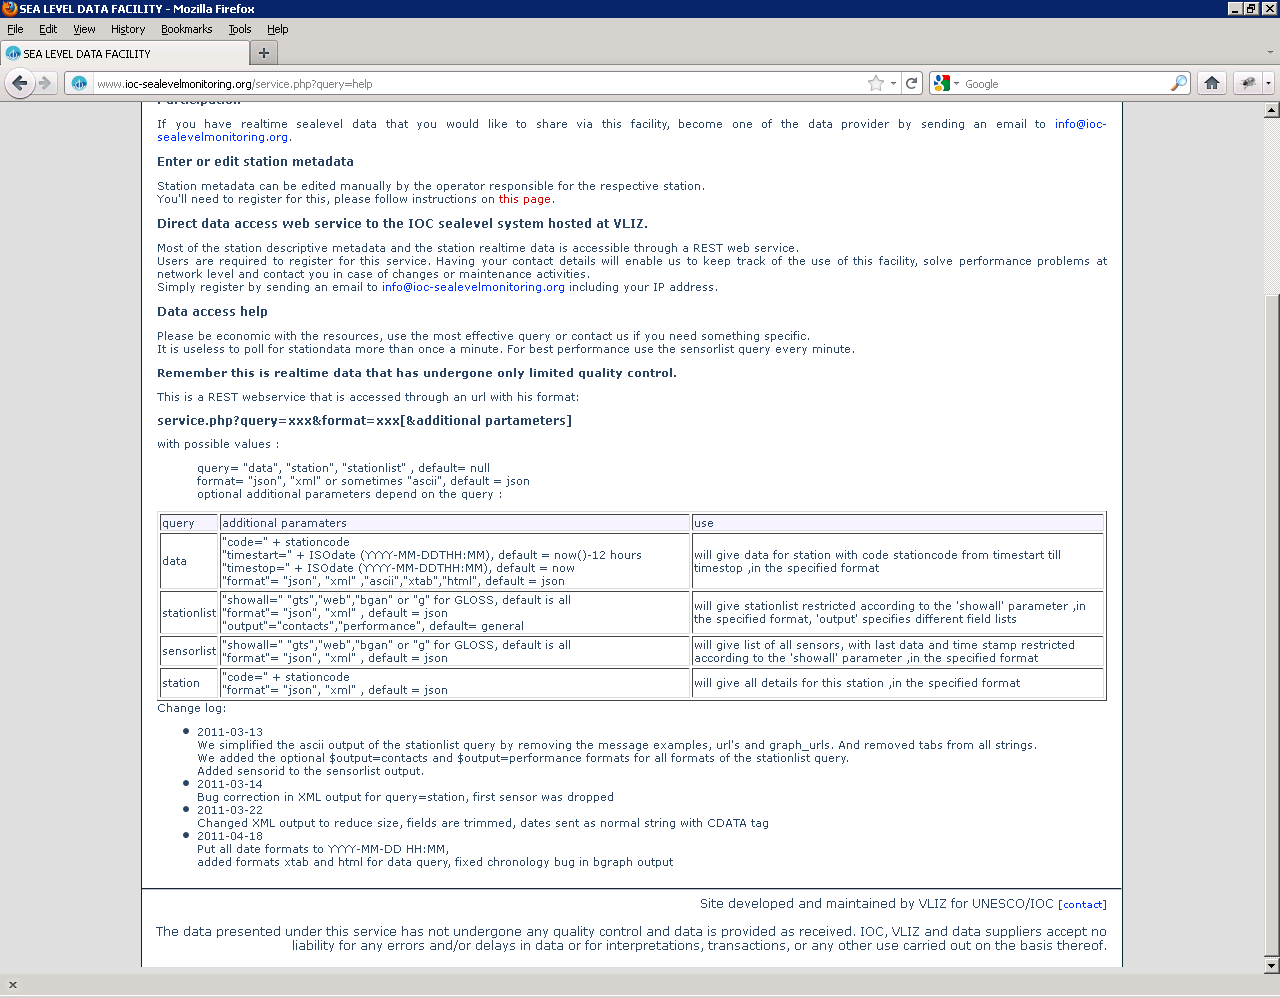 SEA LEVEL DATA FACILITY - Mozilla Firefox
File Edit View History Bookmarks Tools Help
SEA LEVEL DATA FACILITY
www.ioc-sealevelmonitoring.org/service.php?query=help
Google
Participation
If you have realtime sealevel data that you would like to share via this facility, become one of the data provider by sending an email to info@ioc-
sealevelmonitoring.org.
Enter or edit station metadata
Station metadata can be edited manually by the operator responsible for the respective station.
You'll need to register for this, please follow instructions on this page.
Direct data access web service to the IOC sealevel system hosted at VLIZ.
Most of the station descriptive metadata and the station realtime data is accessible through a REST web service.
Users are required to register for this service. Having your contact details will enable us to keep track of the use of this facility, solve performance problems at
network level and contact you in case of changes or maintenance activities.
Simply register by sending an email to info@ioc-sealevelmonitoring.org including your IP address.
Data access help
Please be economic with the resources, use the most effective query or contact us if you need something specific.
It is useless to poll for stationdata more than once a minute. For best performance use the sensorlist query every minute.
Remember this is realtime data that has undergone only limited quality control.
This is a REST webservice that is accessed through an url with his format:
service.php?query=xxx&format=xxx[&additional partameters]
with possible values :
query= "data", "station", "stationlist" , default= null
format= "json", "xml" or sometimes "ascii", default = json
optional additional parameters depend on the query :
query additional paramaters use
data
"code=" + stationcode
"timestart=" + ISOdate (YYYY-MM-DDTHH:MM), default = now()-12 hours
"timestop=" + ISOdate (YYYY-MM-DDTHH:MM), default = now
"format"= "json", "xml" ,"ascii","xtab","html", default = json
will give data for station with code stationcode from timestart till
timestop ,in the specified format
stationlist
"showall=" "gts","web","bgan" or "g" for GLOSS, default is all
"format"= "json", "xml" , default = json
"output"="contacts","performance", default= general
will give stationlist restricted according to the 'showall' parameter ,in
the specified format, 'output' specifies different field lists
sensorlist
"showall=" "gts","web","bgan" or "g" for GLOSS, default is all
"format"= "json", "xml" , default = json
will give list of all sensors, with last data and time stamp restricted
according to the 'showall' parameter ,in the specified format
station
"code=" + stationcode
"format"= "json", "xml" , default = json
will give all details for this station ,in the specified format
Change log:
2011-03-13
We simplified the ascii output of the stationlist query by removing the message examples, url's and graph_urls. And removed tabs from all strings.
We added the optional $output=contacts and $output=performance formats for all formats of the stationlist query.
Added sensorid to the sensorlist output.
2011-03-14
Bug correction in XML output for query=station, first sensor was dropped
2011-03-22
Changed XML output to reduce size, fields are trimmed, dates sent as normal string with CDATA tag
2011-04-18
Put all date formats to YYYY-MM-DD HH:MM,
added formats xtab and html for data query, fixed chronology bug in bgraph output
Site developed and maintained by VLIZ for UNESCO/IOC [contact]
The data presented under this service has not undergone any quality control and data is provided as received. IOC, VLIZ and data suppliers accept no
liability for any errors and/or delays in data or for interpretations, transactions, or any other use carried out on the basis thereof.